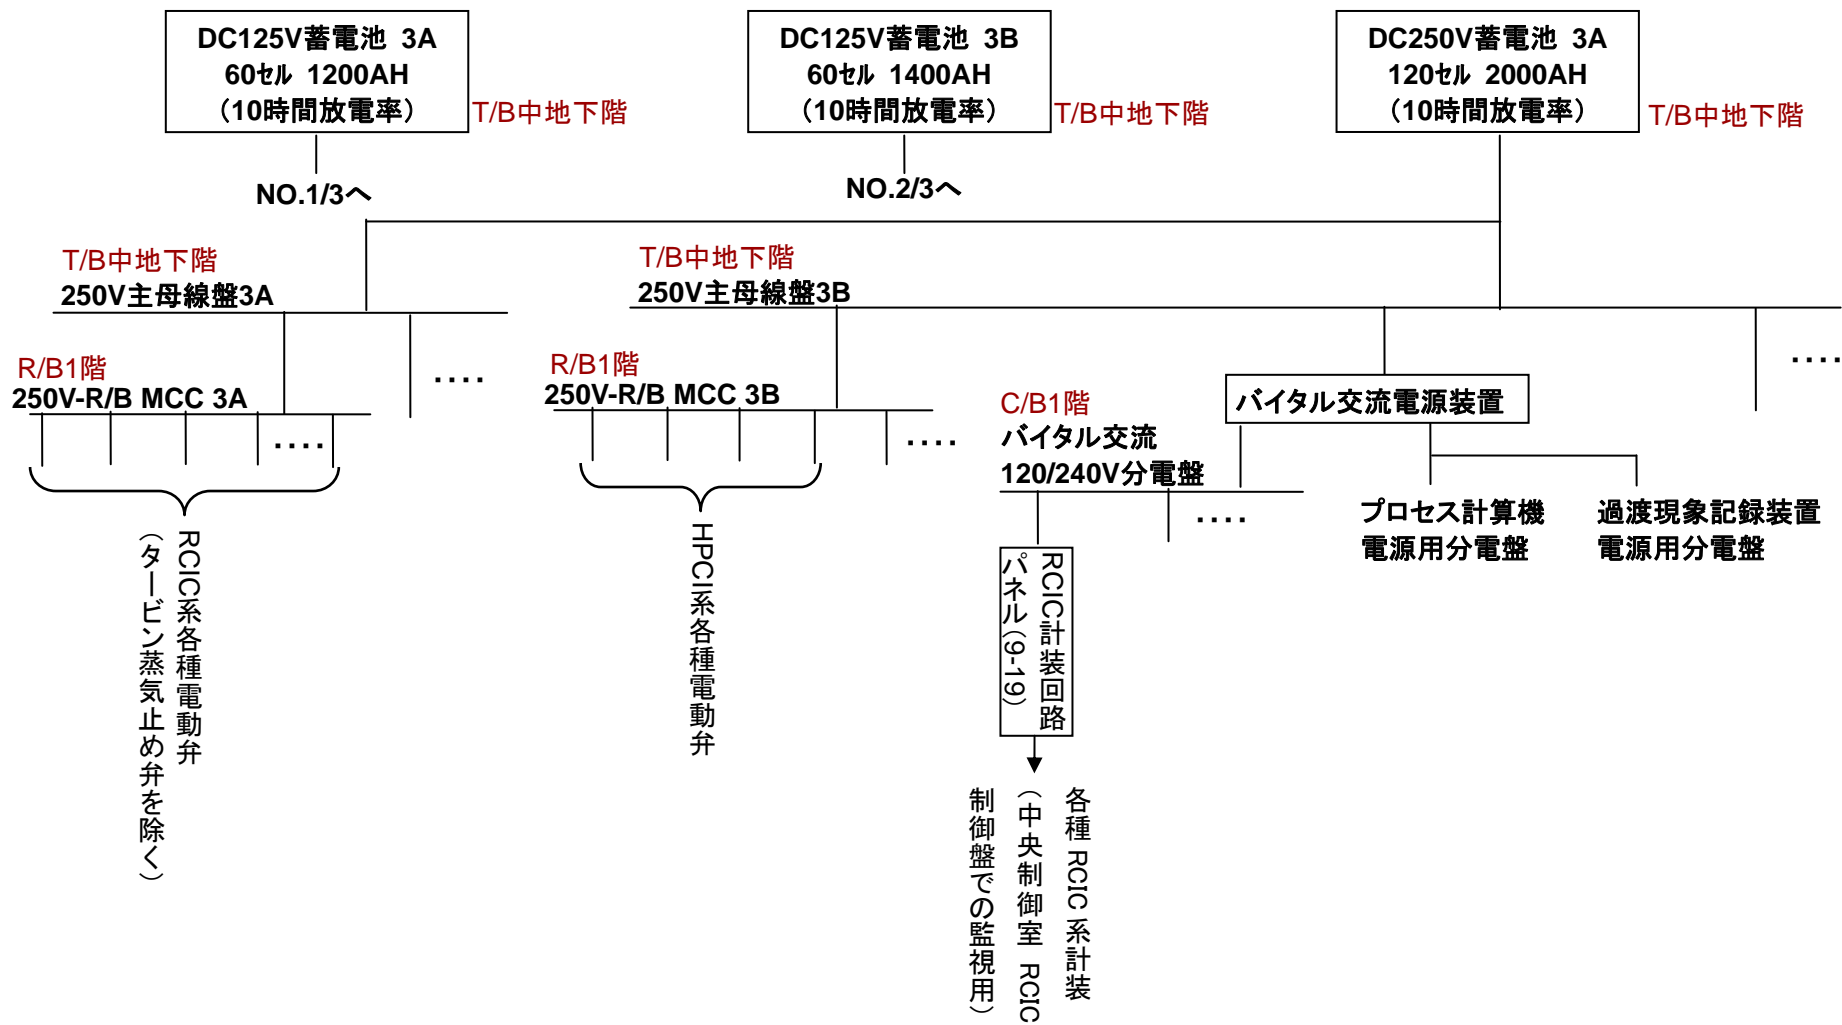 DC125V蓄電池 3A
60ｾﾙ 1200AH
（10時間放電率）
T/B中地下階
DC125V蓄電池 3B
60ｾﾙ 1400AH
（10時間放電率）
T/B中地下階
DC250V蓄電池 3A
120ｾﾙ 2000AH
（10時間放電率）
T/B中地下階
NO.1/3へ
NO.2/3へ
T/B中地下階
250V主母線盤3A
T/B中地下階
250V主母線盤3B
R/B1階
250V-R/B MCC 3A
‥‥
‥‥
R/B1階
250V-R/B MCC 3B
‥‥
C/B1階
バイタル交流
120/240V分電盤
‥‥
バイタル交流電源装置
‥‥
プロセス計算機
電源用分電盤
過渡現象記録装置
電源用分電盤
RCIC系各種電動弁
（タービン蒸気止め弁を除く）
HPCI系各種電動弁
RCIC計装回路
パネル（9-19）
各種 RCIC 系計装
（中央制御室 RCIC
制御盤での監視用）